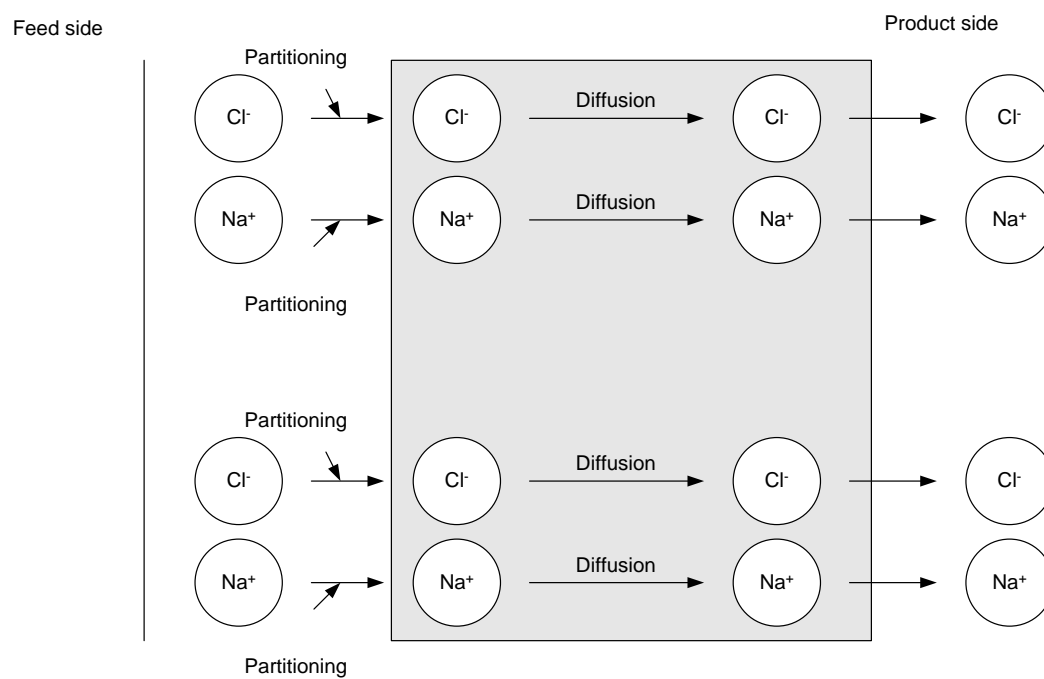 Feed side
Product side
Partitioning
Cl⁻
Cl⁻
Diffusion
Cl⁻
Cl⁻
Na⁺
Na⁺
Diffusion
Na⁺
Na⁺
Partitioning
Partitioning
Cl⁻
Cl⁻
Diffusion
Cl⁻
Cl⁻
Na⁺
Na⁺
Diffusion
Na⁺
Na⁺
Partitioning